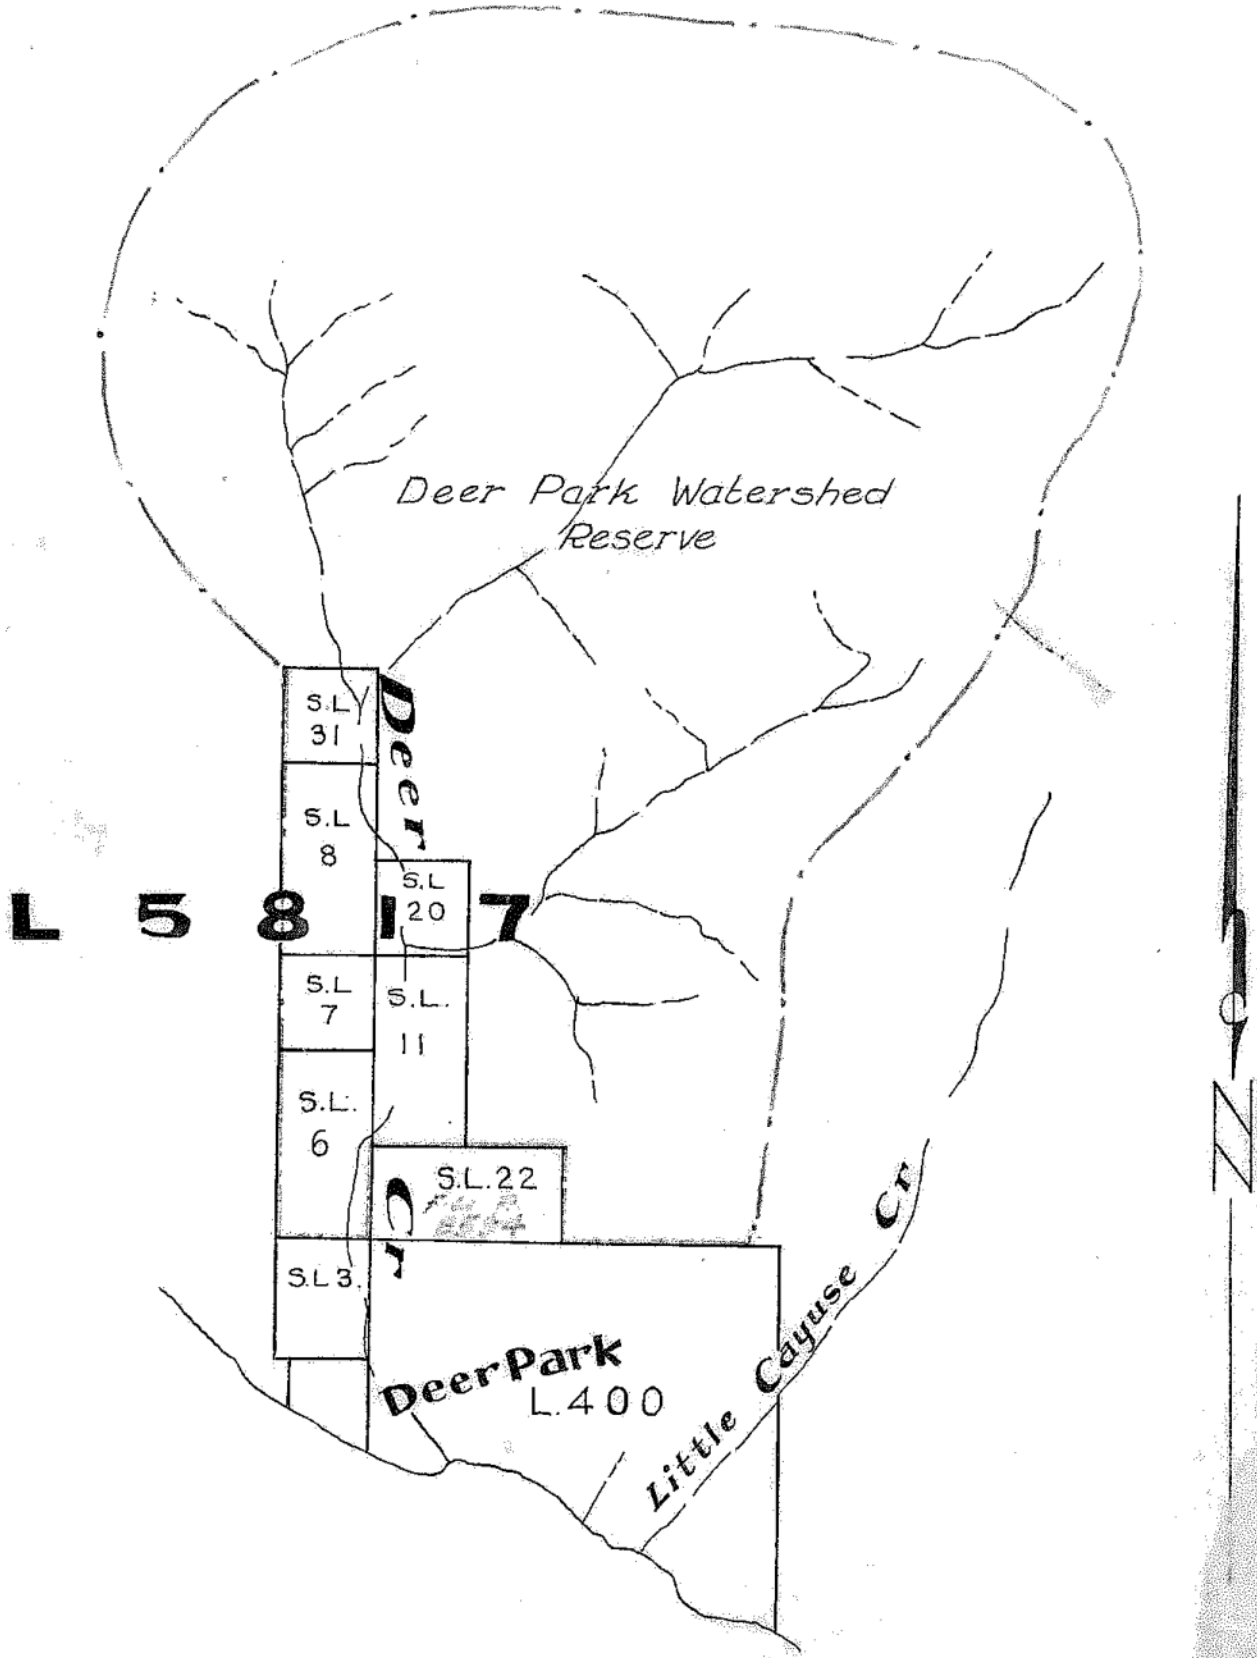 Deer Park Watershed
Reserve
S.L
31
Deer
S.L
8
S.L
20
L 5 8 1 7
S.L
7
S.L.
11
S.L.
6
S.L.22
Cr
S.L 3.
Deer Park
L.400
Little Cayuse Cr
N